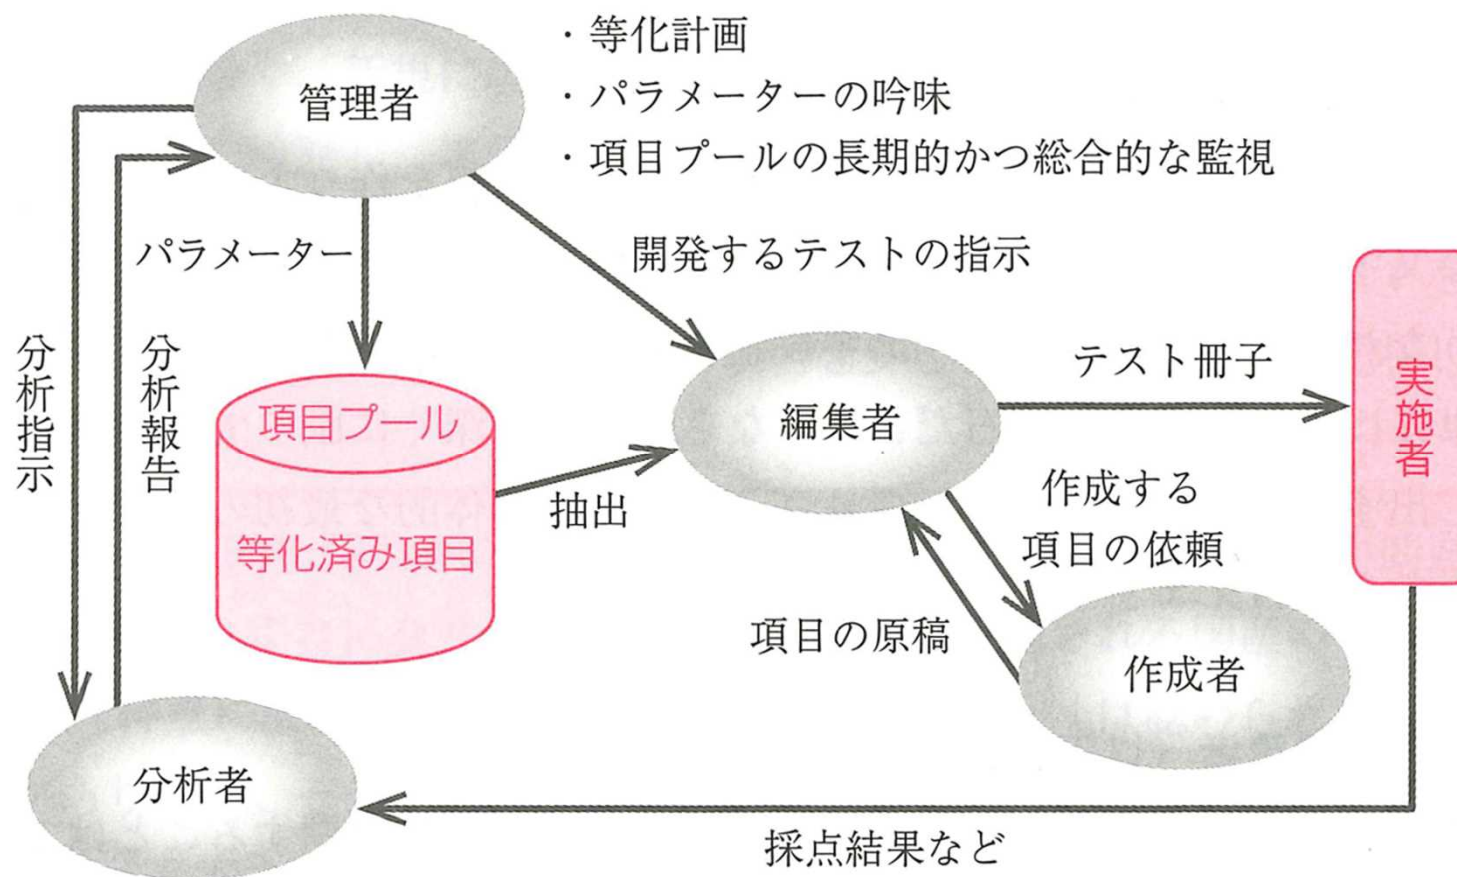 ・等化計画
管理者
・パラメーターの吟味
・項目プールの長期的かつ総合的な監視
パラメーター
開発するテストの指示
分析指示
分析報告
テスト冊子
実施者
項目プール
編集者
抽出
作成する
項目の依頼
等化済み項目
項目の原稿
作成者
分析者
採点結果など